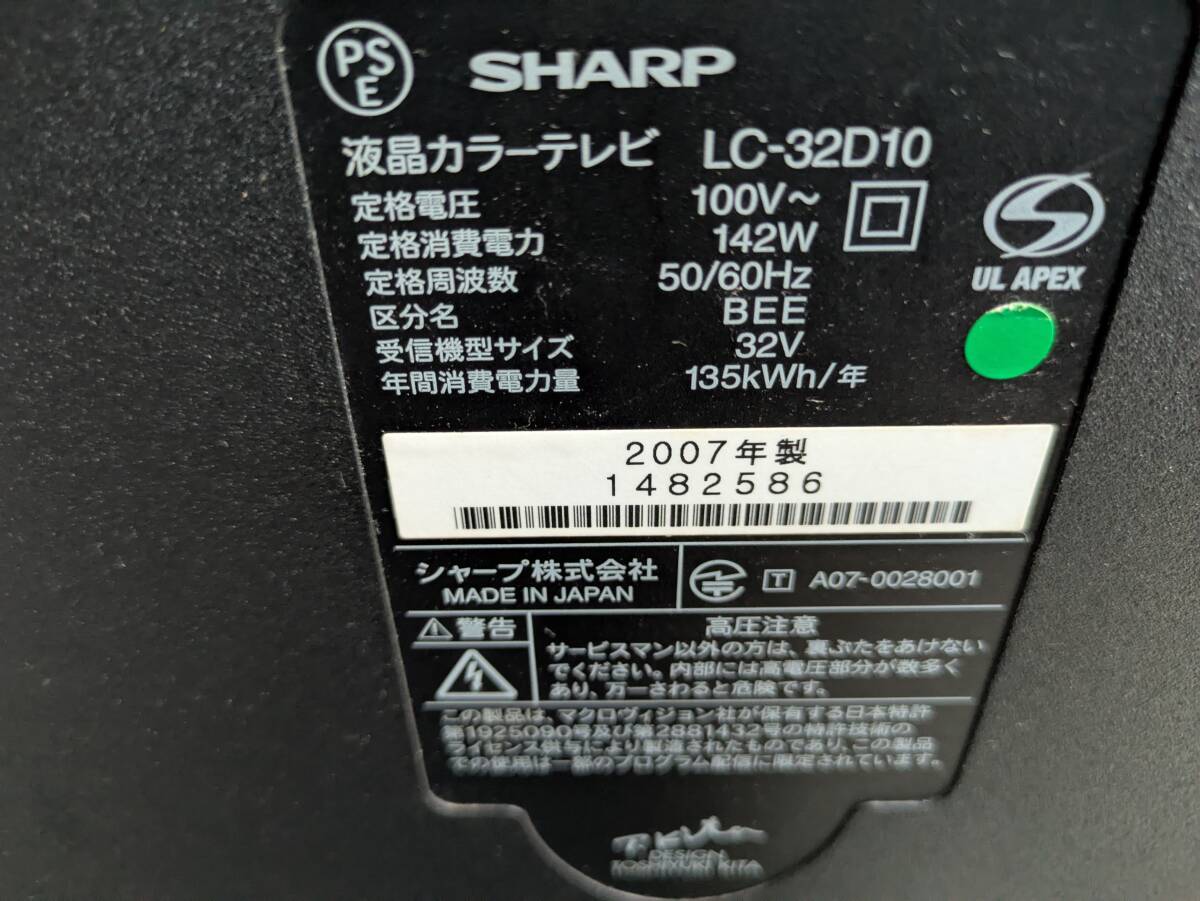 PSE
SHARP
液晶カラーテレビ LC-32D10
定格電圧 100V~
定格消費電力 142W
定格周波数 50/60Hz
区分名 BEE
受信機型サイズ 32V
年間消費電力量 135kWh/年
UL APEX
2007年製
1482586
シャープ株式会社
MADE IN JAPAN
T A07-0028001
警告
高圧注意
サービスマン以外の方は、裏ぶたをあけない
でください。内部には高電圧部分が数多く
あり、万一さわると危険です。
この製品は、マクロヴィジョン社が保有する日本特許
第1925090号及び第2881432号の特許技術の
ライセンス供与により製造されたものであり、この製品
での使用は一部のプログラム配信に限定されています。
T. Kita
DESIGN
TOSHIYUKI KITA